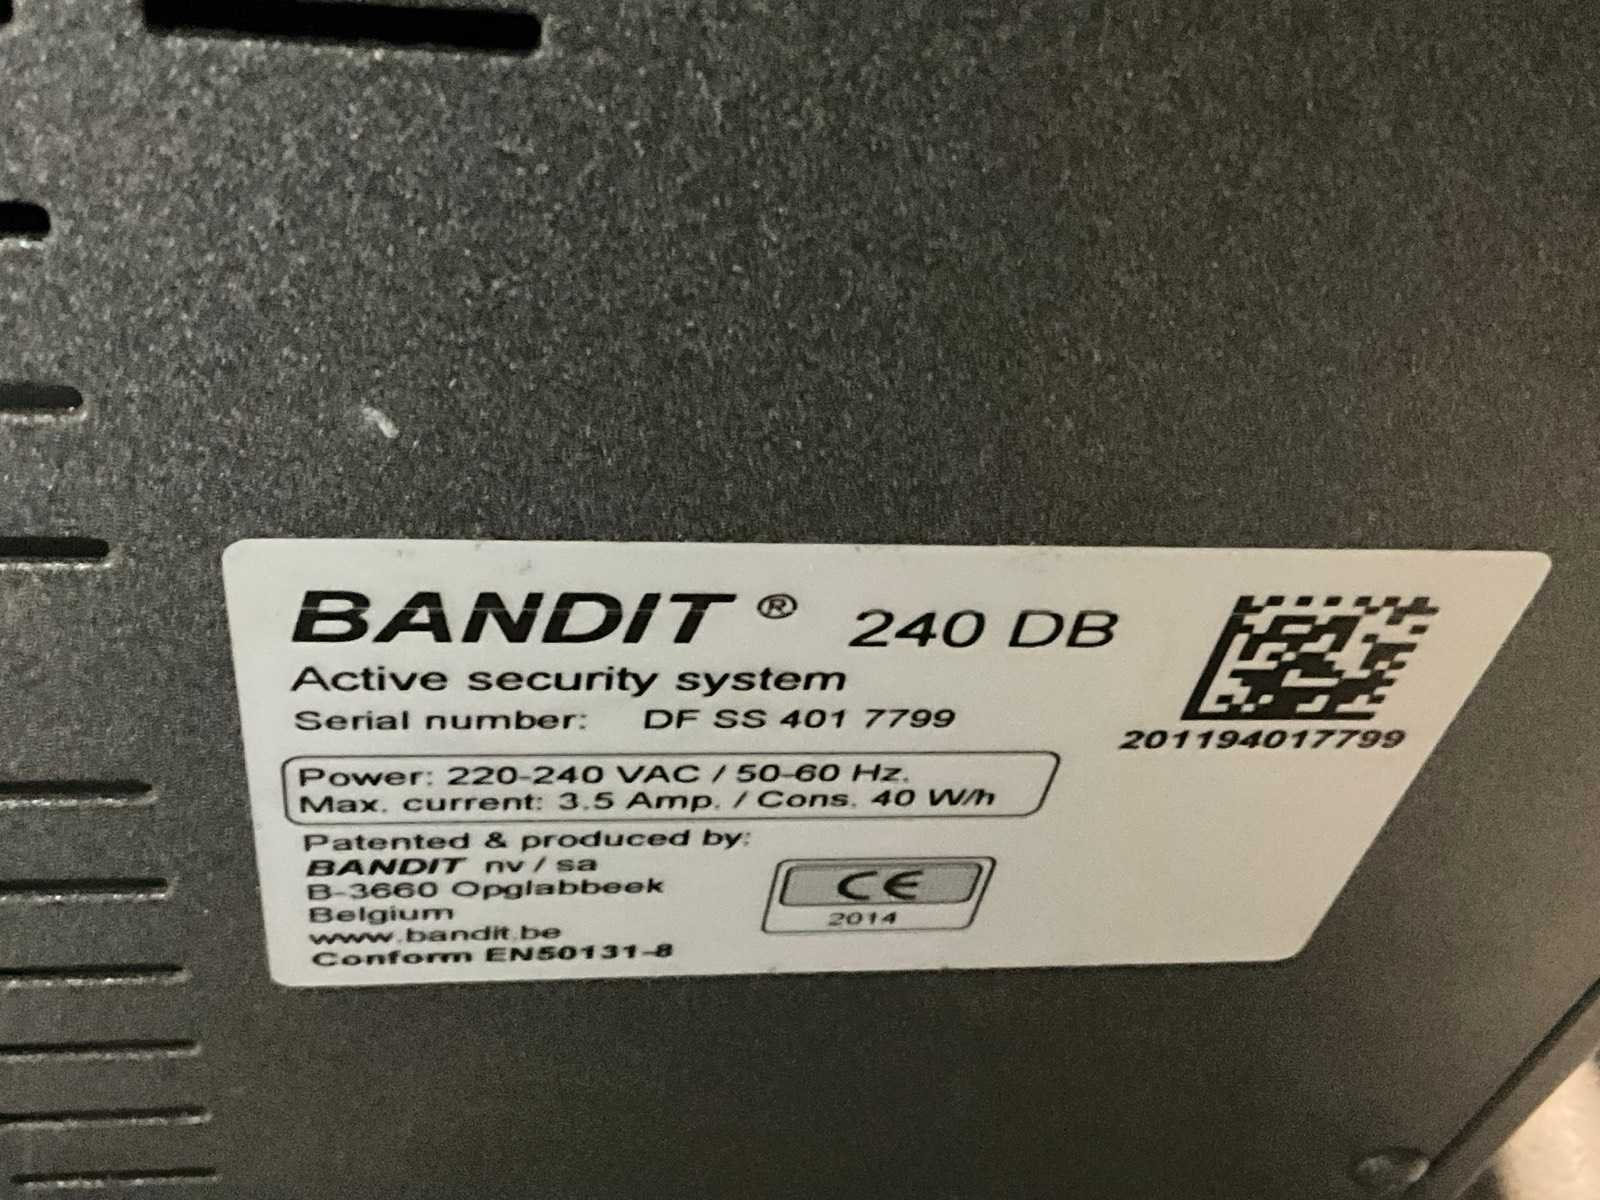 BANDIT ® 240 DB
Active security system
Serial number: DF SS 401 7799
201194017799
Power: 220-240 VAC / 50-60 Hz.
Max. current: 3.5 Amp. / Cons. 40 W/h
Patented & produced by:
BANDIT nv / sa
B-3660 Opglabbeek
Belgium
www.bandit.be
Conform EN50131-8
CE
2014